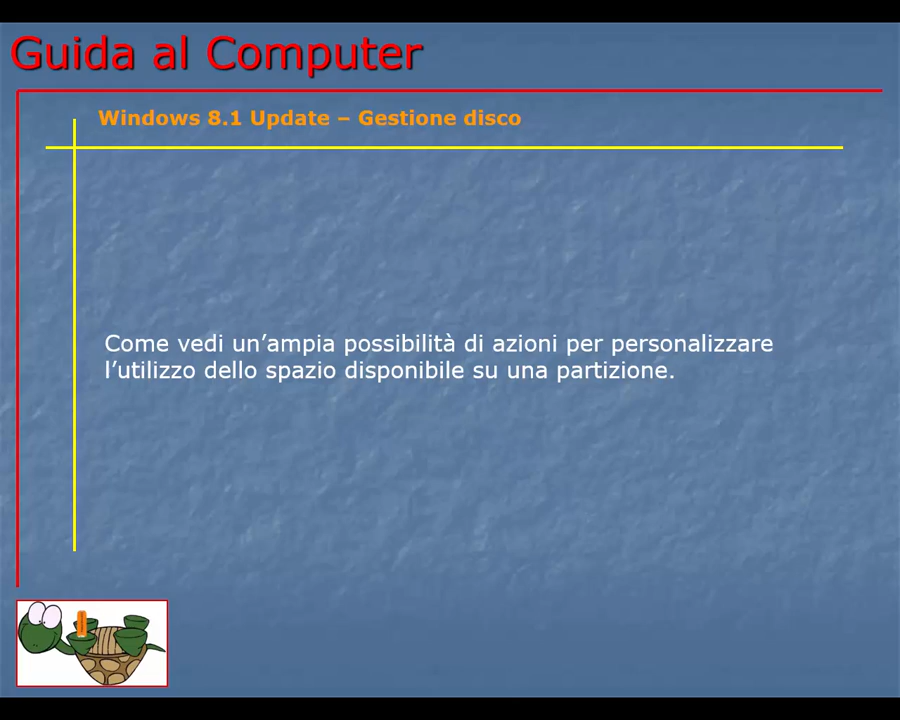 Guida al Computer
Windows 8.1 Update – Gestione disco
Come vedi un’ampia possibilità di azioni per personalizzare
l’utilizzo dello spazio disponibile su una partizione.